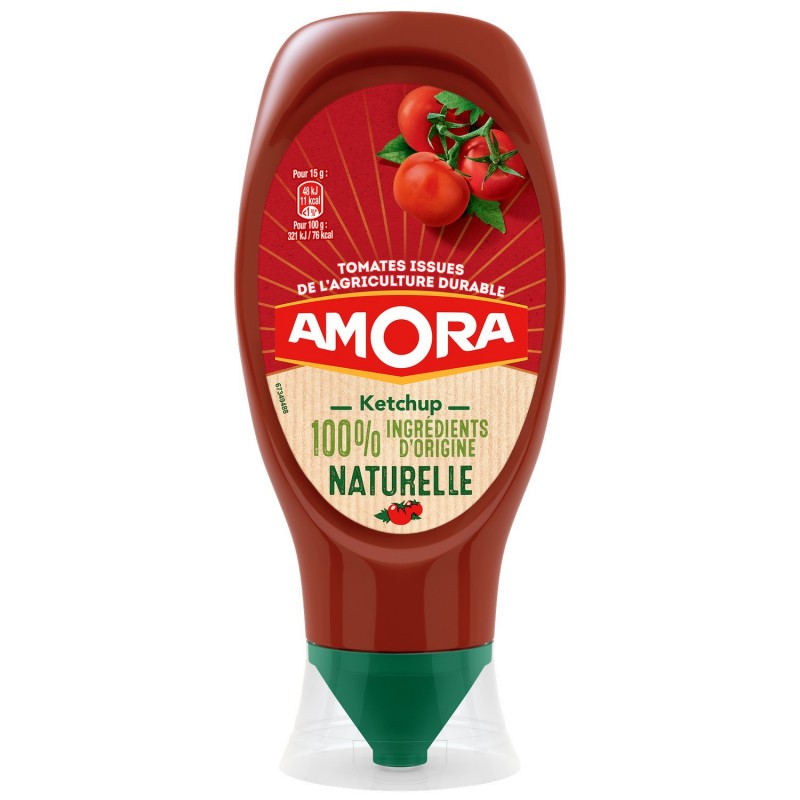 Pour 15 g :
48 kJ
11 kcal
Pour 100 g :
321 kJ / 76 kcal
TOMATES ISSUES
DE L'AGRICULTURE DURABLE
AMORA
67349488
Ketchup
100% INGRÉDIENTS
D'ORIGINE
NATURELLE